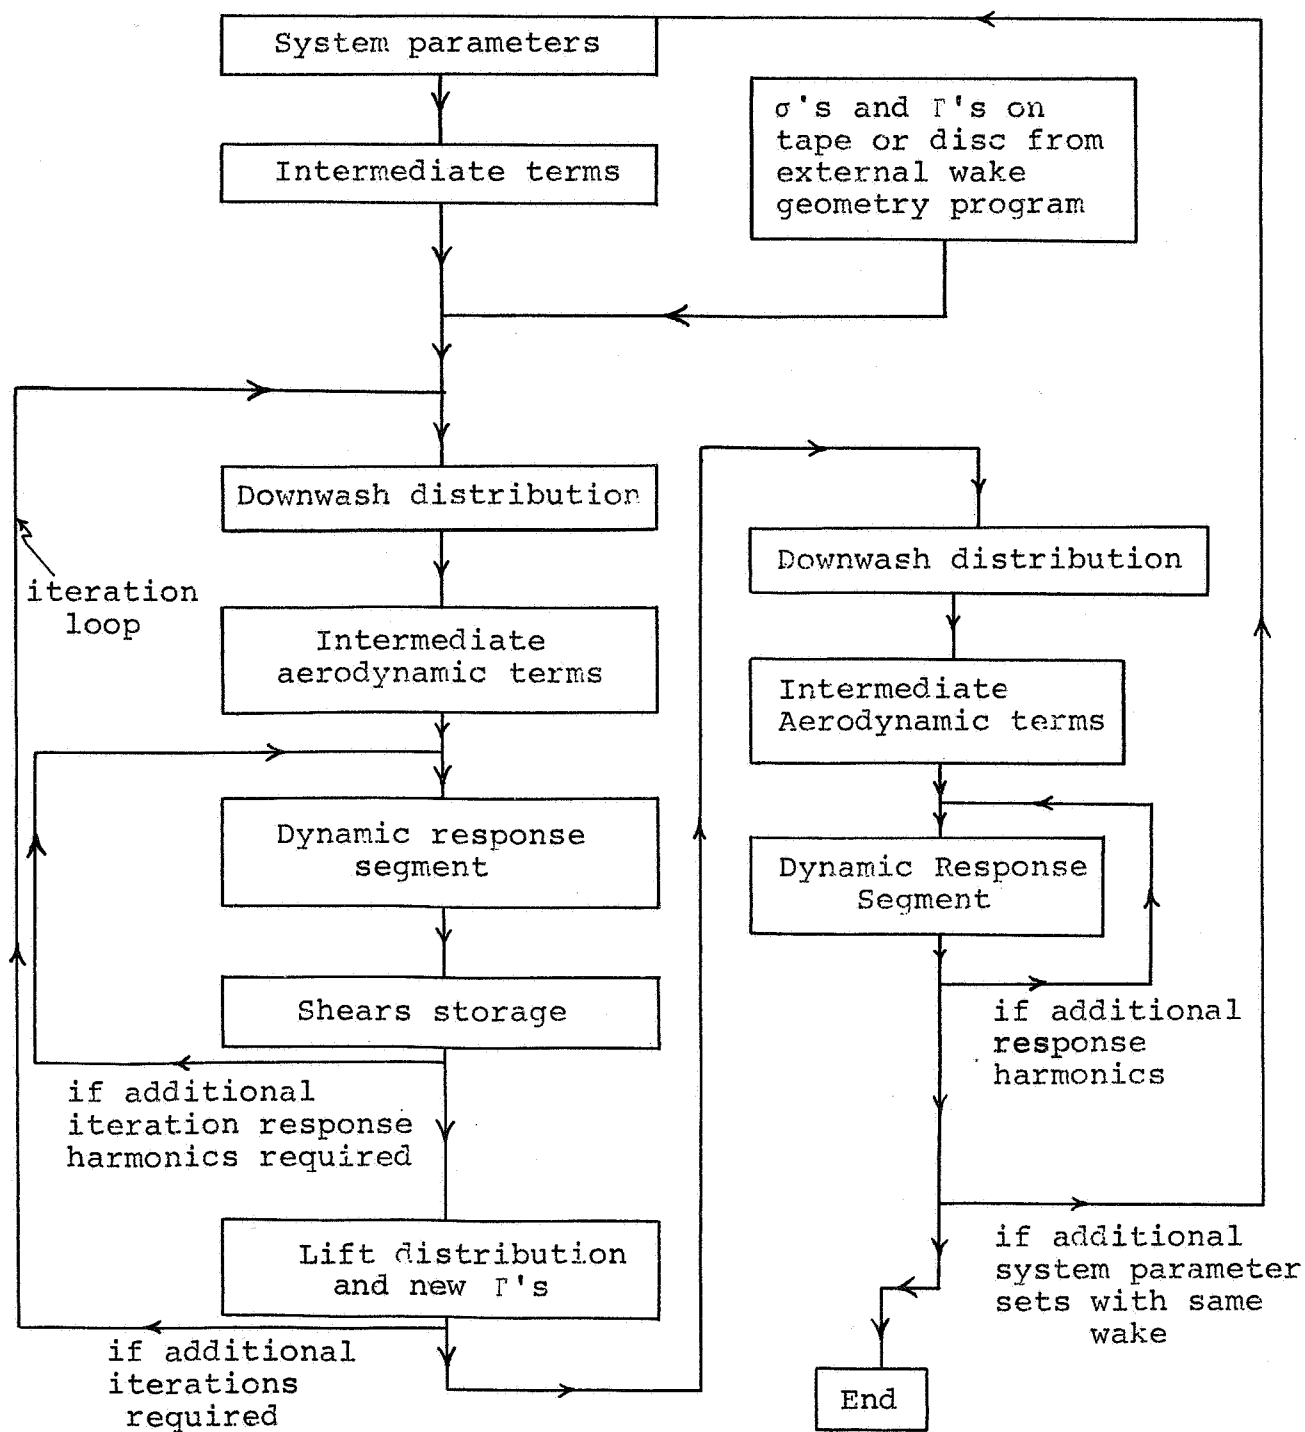 System parameters
σ's and Γ's on
tape or disc from
external wake
geometry program
Intermediate terms
Downwash distribution
iteration
loop
Intermediate
aerodynamic terms
Dynamic response
segment
Shears storage
if additional
iteration response
harmonics required
Lift distribution
and new Γ's
if additional
iterations
required
Downwash distribution
Intermediate
Aerodynamic terms
Dynamic Response
Segment
if additional
response
harmonics
if additional
system parameter
sets with same
wake
End